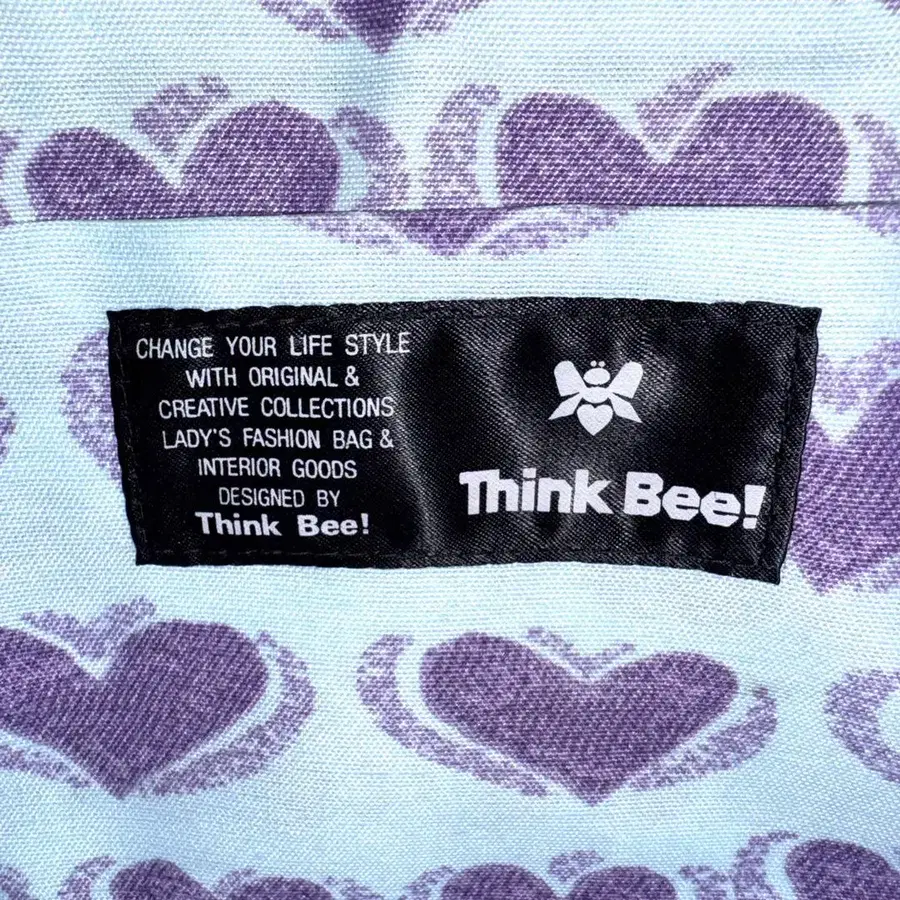 CHANGE YOUR LIFE STYLE
WITH ORIGINAL &
CREATIVE COLLECTIONS
LADY'S FASHION BAG &
INTERIOR GOODS
DESIGNED BY
Think Bee!
Think Bee!